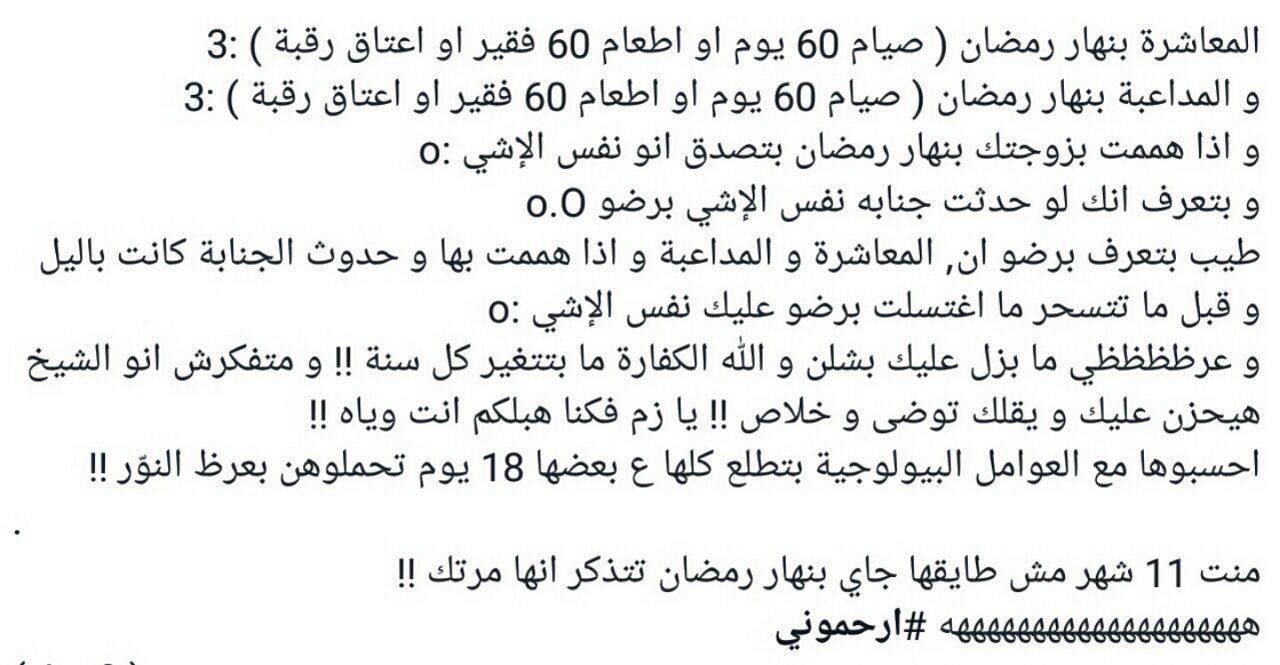 المعاشرة بنهار رمضان ( صيام 60 يوم او اطعام 60 فقير او اعتاق رقبة ) :3
و المداعبة بنهار رمضان ( صيام 60 يوم او اطعام 60 فقير او اعتاق رقبة ) :3
و اذا هممت بزوجتك بنهار رمضان بتصدق انو نفس الإشي :o
و بتعرف انك لو حدثت جنابه نفس الإشي برضو o.O
طيب بتعرف برضو ان, المعاشرة و المداعبة و اذا هممت بها و حدوث الجنابة كانت باليل
و قبل ما تتسحر ما اغتسلت برضو عليك نفس الإشي :o
و عرظظظظي ما بزل عليك بشلن و الله الكفارة ما بتتغير كل سنة !! و متفكرش انو الشيخ
هيحزن عليك و يقلك توضى و خلاص !! يا زم فكنا هبلكم انت وياه !!
احسبوها مع العوامل البيولوجية بتطلع كلها ع بعضها 18 يوم تحملوهن بعرظ النوّر !!
.
منت 11 شهر مش طايقها جاي بنهار رمضان تتذكر انها مرتك !!
هههههههههههههههههههههه #ارحموني